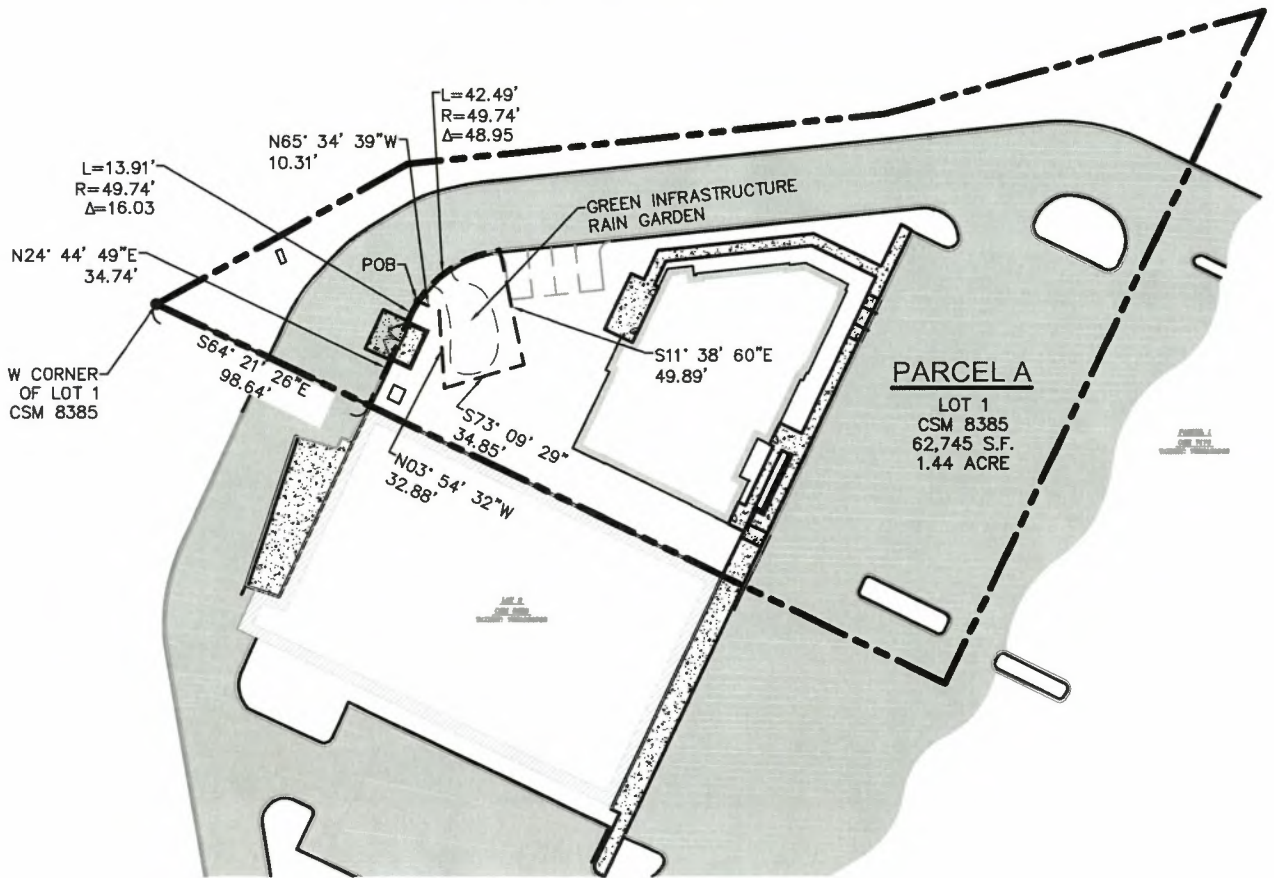 L=42.49'
R=49.74'
Δ=48.95
N65° 34' 39"W
10.31'
L=13.91'
R=49.74'
Δ=16.03
GREEN INFRASTRUCTURE
RAIN GARDEN
N24° 44' 49"E
34.74'
POB
S64° 21' 26"E
98.64'
W CORNER
OF LOT 1
CSM 8385
S11° 38' 60"E
49.89'
S73° 09' 29"
34.85'
N03° 54' 32"W
32.88'
PARCEL A
LOT 1
CSM 8385
62,745 S.F.
1.44 ACRE